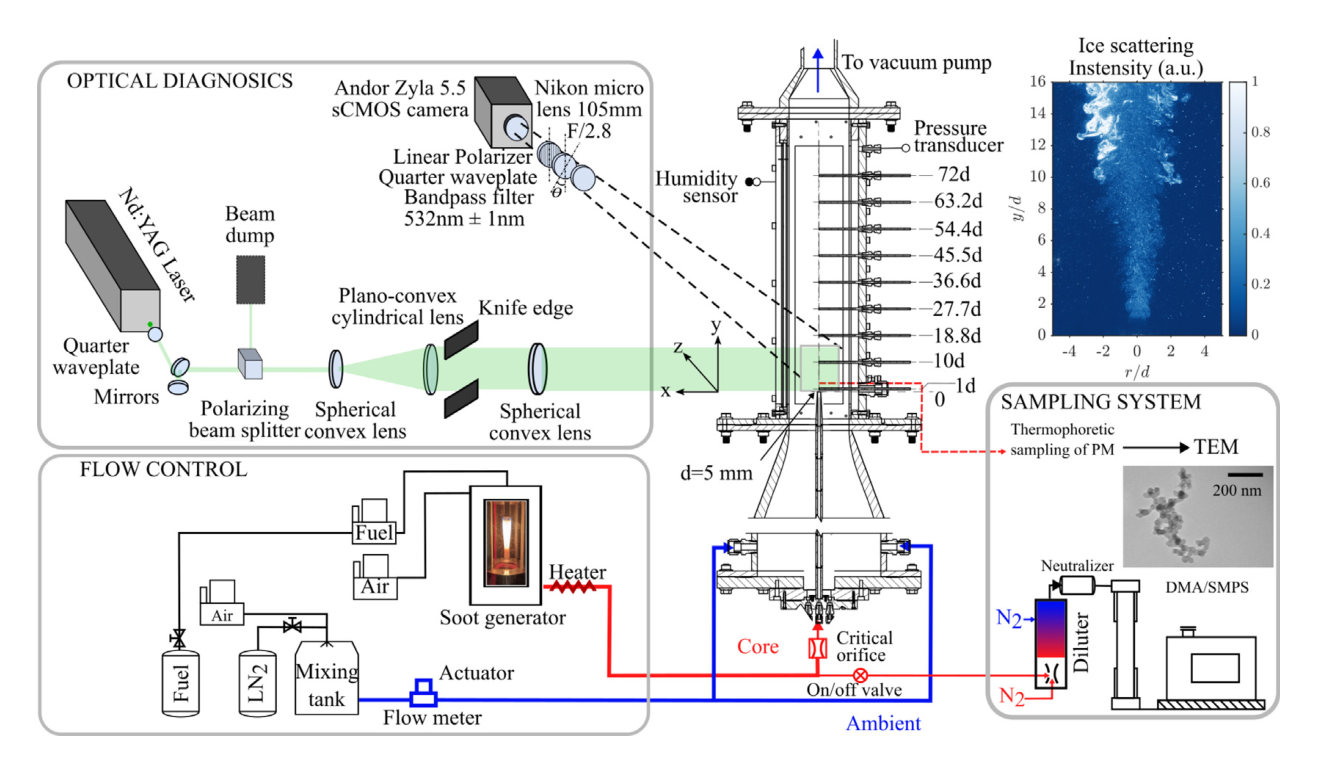 OPTICAL DIAGNOSICS
Andor Zyla 5.5
sCMOS camera
Nikon micro
lens 105mm
F/2.8
Linear Polarizer
Quarter waveplate
Bandpass filter
532nm ± 1nm
θ
Nd:YAG Laser
Beam
dump
Quarter
waveplate
Mirrors
Polarizing
beam splitter
Spherical
convex lens
Plano-convex
cylindrical lens
Knife edge
Spherical
convex lens
y
z
x
To vacuum pump
Pressure
transducer
Humidity
sensor
72d
63.2d
54.4d
45.5d
36.6d
27.7d
18.8d
10d
1d
0
d=5 mm
Ice scattering
Instensity (a.u.)
16
14
12
10
8
6
4
2
0
y/d
-4 -2 0 2 4
r/d
1
0.8
0.6
0.4
0.2
0
FLOW CONTROL
Fuel
Air
Air
Soot generator
Heater
Fuel
LN2
Mixing
tank
Actuator
Flow meter
Core
Critical
orifice
On/off valve
Ambient
SAMPLING SYSTEM
Thermophoretic
sampling of PM
TEM
200 nm
Neutralizer
DMA/SMPS
N2
Diluter
N2